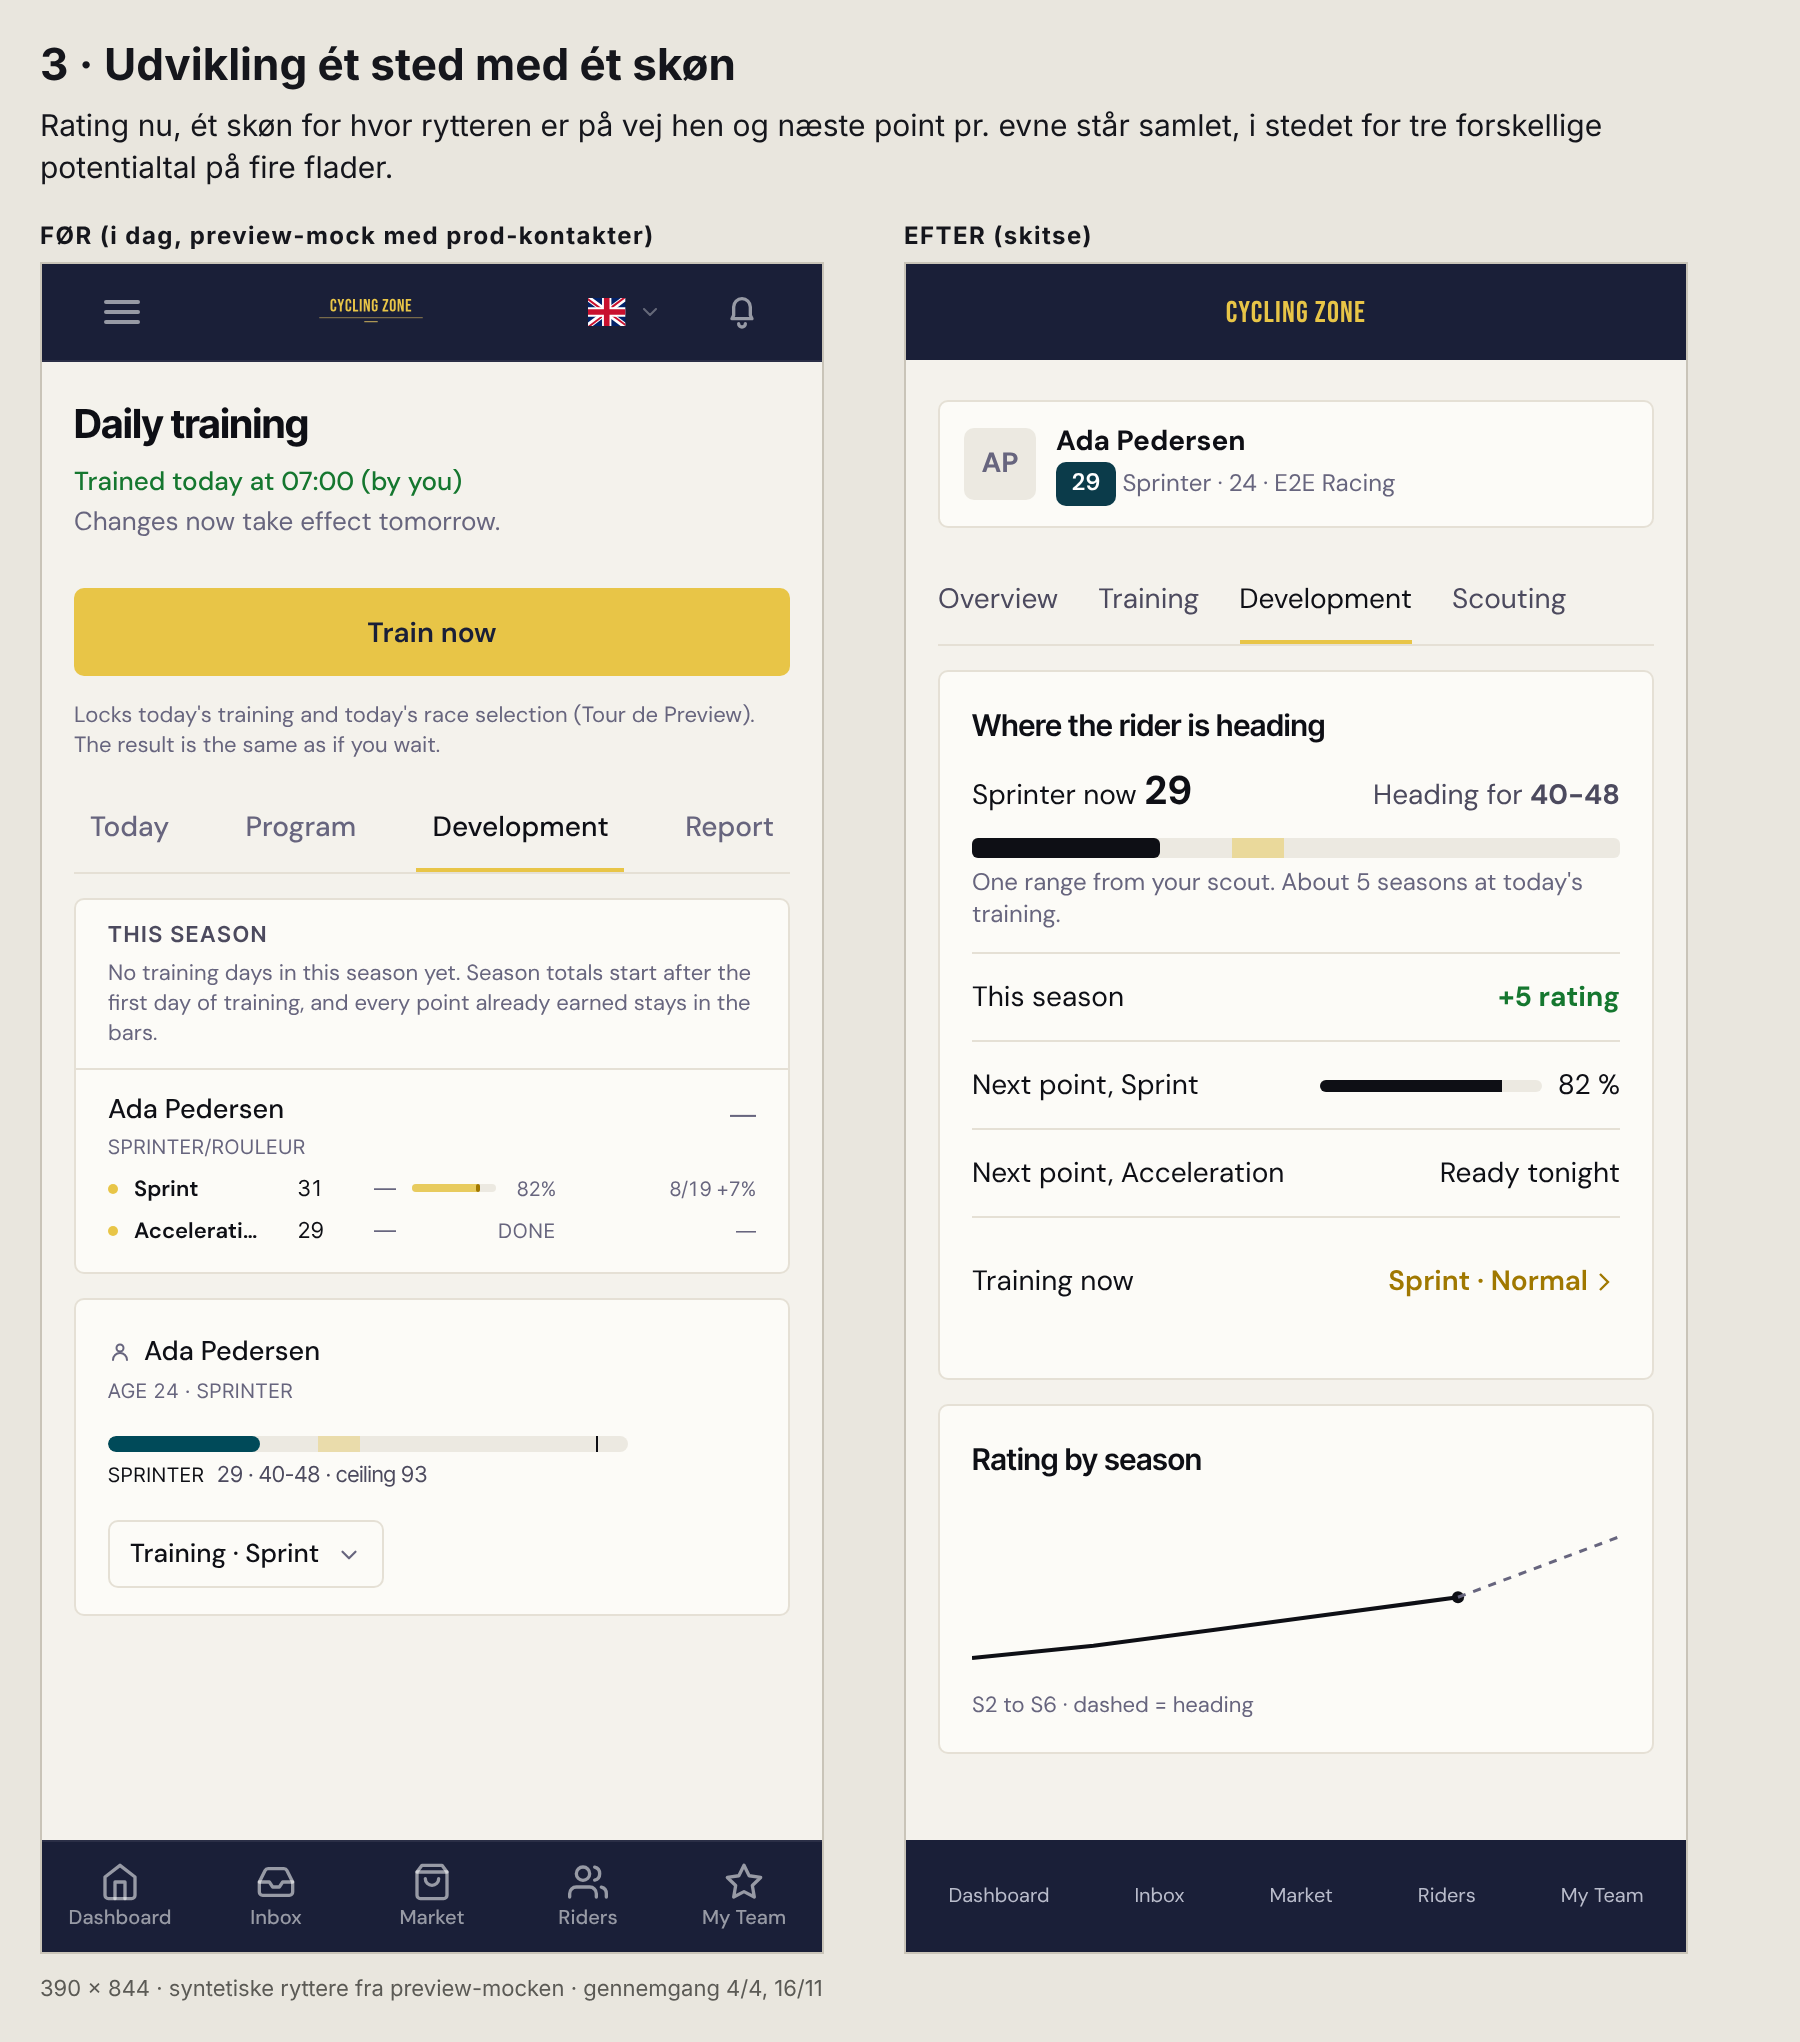 3 · Udvikling ét sted med ét skøn
Rating nu, ét skøn for hvor rytteren er på vej hen og næste point pr. evne står samlet, i stedet for tre forskellige
potentialtal på fire flader.
FØR (i dag, preview-mock med prod-kontakter)
CYCLING ZONE
Daily training
Trained today at 07:00 (by you)
Changes now take effect tomorrow.
Train now
Locks today's training and today's race selection (Tour de Preview).
The result is the same as if you wait.
Today Program Development Report
THIS SEASON
No training days in this season yet. Season totals start after the
first day of training, and every point already earned stays in the
bars.
Ada Pedersen —
SPRINTER/ROULEUR
Sprint 31 — 82% 8/19 +7%
Accelerati... 29 — DONE —
Ada Pedersen
AGE 24 · SPRINTER
SPRINTER 29 · 40-48 · ceiling 93
Training · Sprint
Dashboard Inbox Market Riders My Team
390 × 844 · syntetiske ryttere fra preview-mocken · gennemgang 4/4, 16/11
EFTER (skitse)
CYCLING ZONE
AP
Ada Pedersen
29 Sprinter · 24 · E2E Racing
Overview Training Development Scouting
Where the rider is heading
Sprinter now 29 Heading for 40–48
One range from your scout. About 5 seasons at today's
training.
This season +5 rating
Next point, Sprint 82 %
Next point, Acceleration Ready tonight
Training now Sprint · Normal >
Rating by season
S2 to S6 · dashed = heading
Dashboard Inbox Market Riders My Team